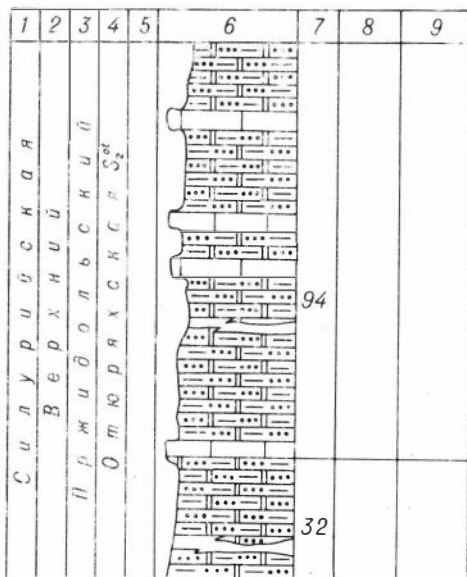 1 2 3 4 5 6 7 8 9
Силурийская
Верхний
Пржидольский
Отюряхская S₂ᵒᵗ
94
32